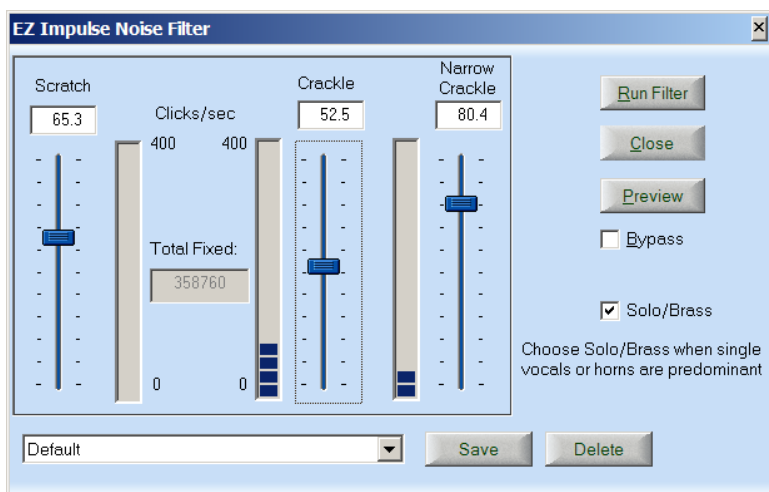 EZ Impulse Noise Filter
Scratch
Crackle
Narrow
Crackle
65.3
Clicks/sec
52.5
80.4
400
400
Total Fixed:
358760
0
0
Run Filter
Close
Preview
Bypass
Solo/Brass
Choose Solo/Brass when single
vocals or horns are predominant
Default
Save
Delete